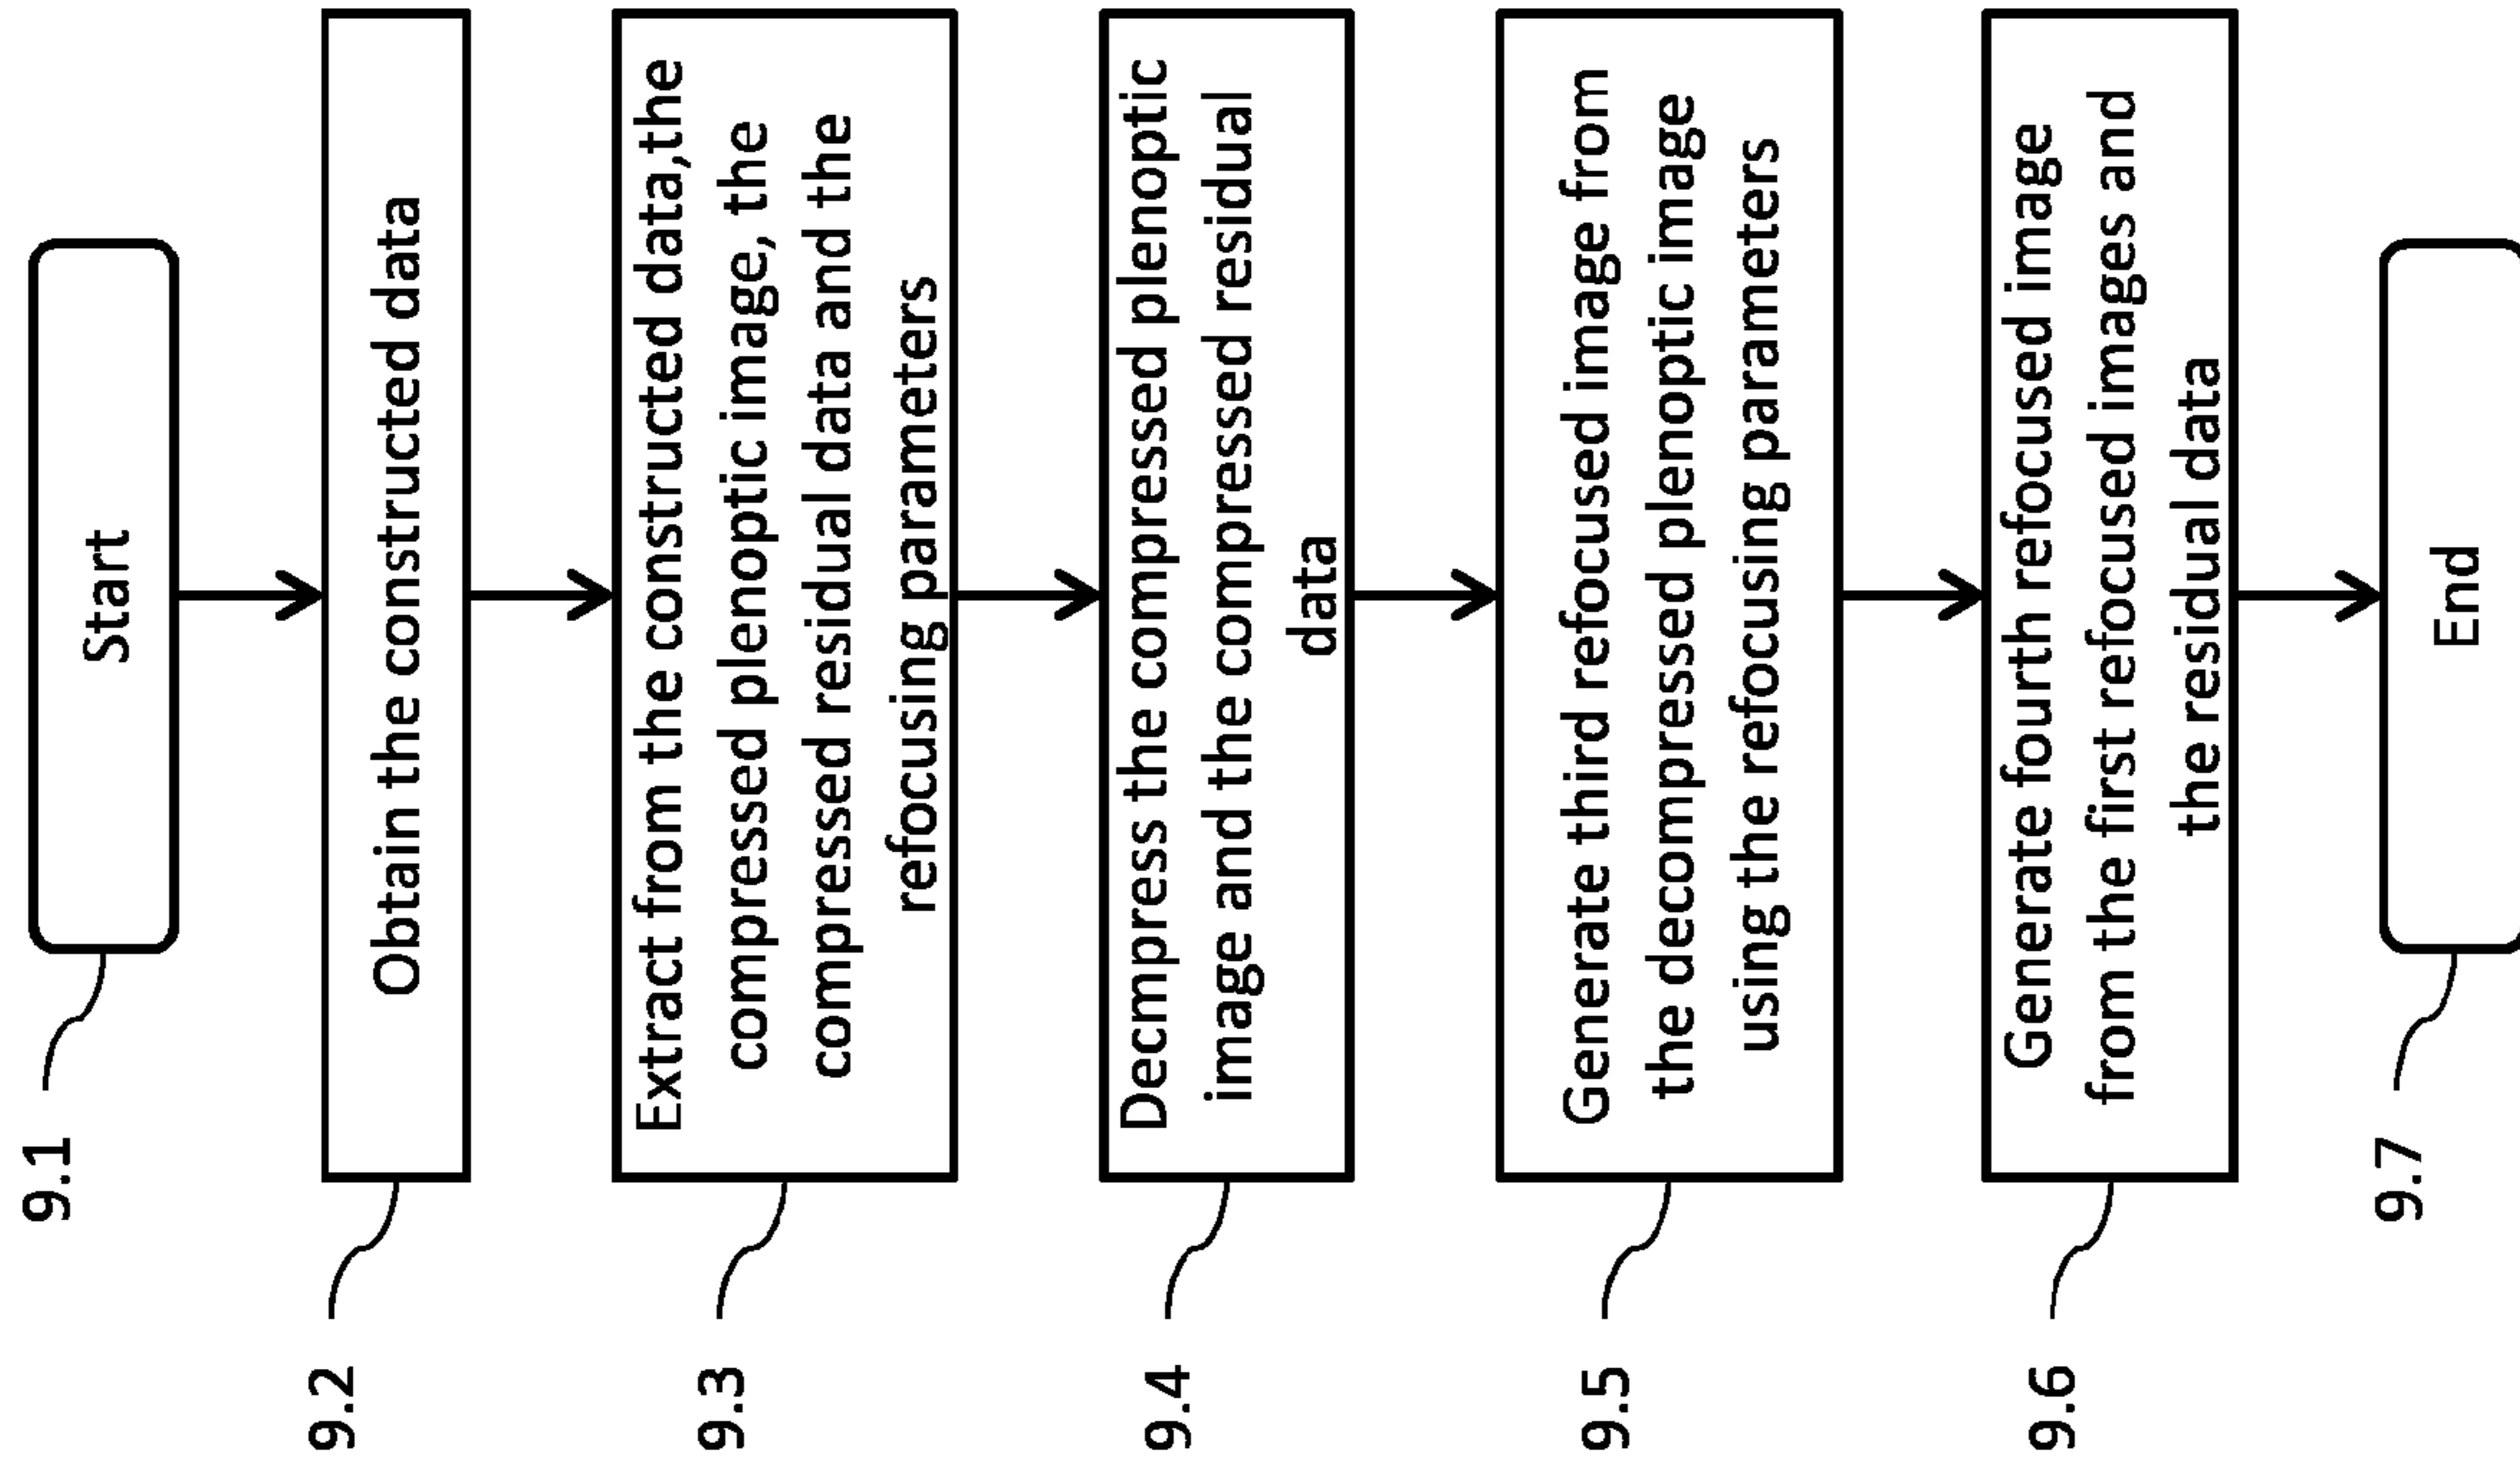 9.1
Start
9.2
Obtain the constructed data
9.3
Extract from the constructed data,the
compressed plenoptic image, the
compressed residual data and the
refocusing parameters
9.4
Decmpress the compressed plenoptic
image and the compressed residual
data
9.5
Generate third refocused image from
the decompressed plenoptic image
using the refocusing parameters
9.6
Generate fourth refocused image
from the first refocused images and
the residual data
9.7
End